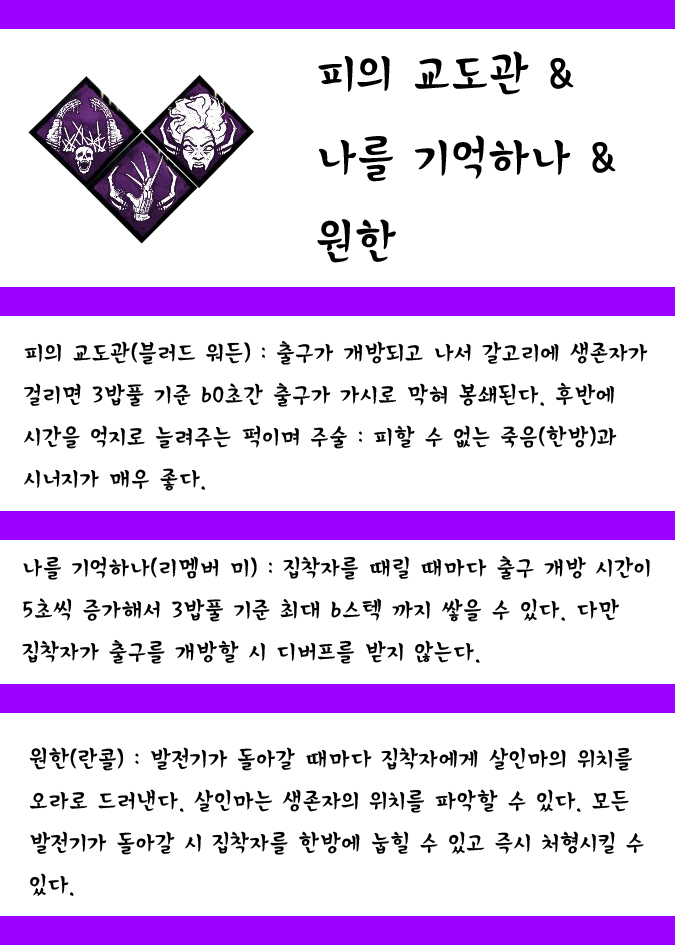 피의 교도관 &
나를 기억하나 &
원한
피의 교도관(블러드 워든) : 출구가 개방되고 나서 갈고리에 생존자가
걸리면 3밥풀 기준 60초간 출구가 가시로 막혀 봉쇄된다. 후반에
시간을 억지로 늘려주는 퍽이며 주술 : 피할 수 없는 죽음(한방)과
시너지가 매우 좋다.
나를 기억하나(리멤버 미) : 집착자를 때릴 때마다 출구 개방 시간이
5초씩 증가해서 3밥풀 기준 최대 6스텍 까지 쌓을 수 있다. 다만
집착자가 출구를 개방할 시 디버프를 받지 않는다.
원한(란콜) : 발전기가 돌아갈 때마다 집착자에게 살인마의 위치를
오라로 드러낸다. 살인마는 생존자의 위치를 파악할 수 있다. 모든
발전기가 돌아갈 시 집착자를 한방에 눕힐 수 있고 즉시 처형시킬 수
있다.